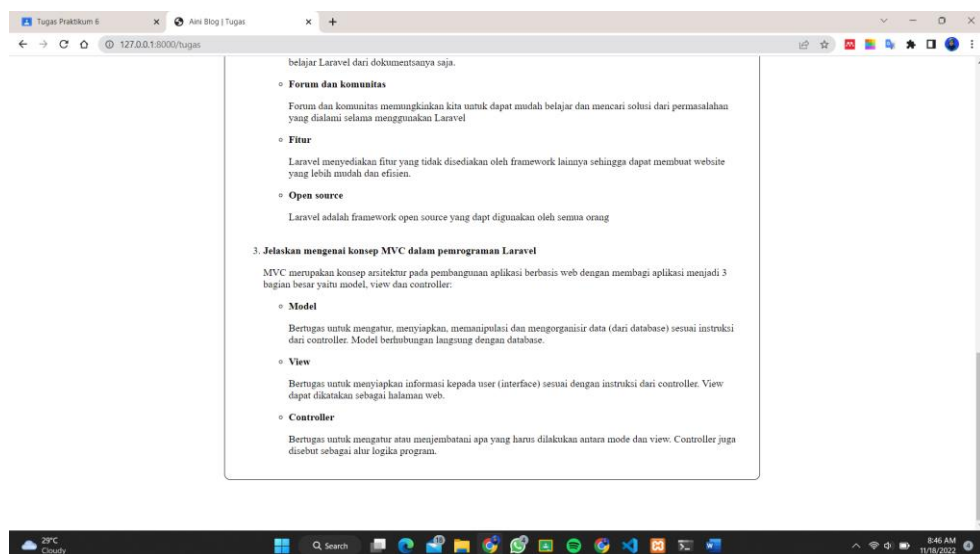 Tugas Praktikum 6
Aini Blog | Tugas
127.0.0.1:8000/tugas
belajar Laravel dari dokumentsanya saja.
Forum dan komunitas
Forum dan komunitas memungkinkan kita untuk dapat mudah belajar dan mencari solusi dari permasalahan
yang dialami selama menggunakan Laravel
Fitur
Laravel menyediakan fitur yang tidak disediakan oleh framework lainnya sehingga dapat membuat website
yang lebih mudah dan efisien.
Open source
Laravel adalah framework open source yang dapt digunakan oleh semua orang
3. Jelaskan mengenai konsep MVC dalam pemrograman Laravel
MVC merupakan konsep arsitektur pada pembangunan aplikasi berbasis web dengan membagi aplikasi menjadi 3
bagian besar yaitu model, view dan controller:
Model
Bertugas untuk mengatur, menyiapkan, memanipulasi dan mengorganisir data (dari database) sesuai instruksi
dari controller. Model berhubungan langsung dengan database.
View
Bertugas untuk menyiapkan informasi kepada user (interface) sesuai dengan instruksi dari controller. View
dapat dikatakan sebagai halaman web.
Controller
Bertugas untuk mengatur atau menjembatani apa yang harus dilakukan antara mode dan view. Controller juga
disebut sebagai alur logika program.
29°C
Cloudy
Search
8:46 AM
11/18/2022